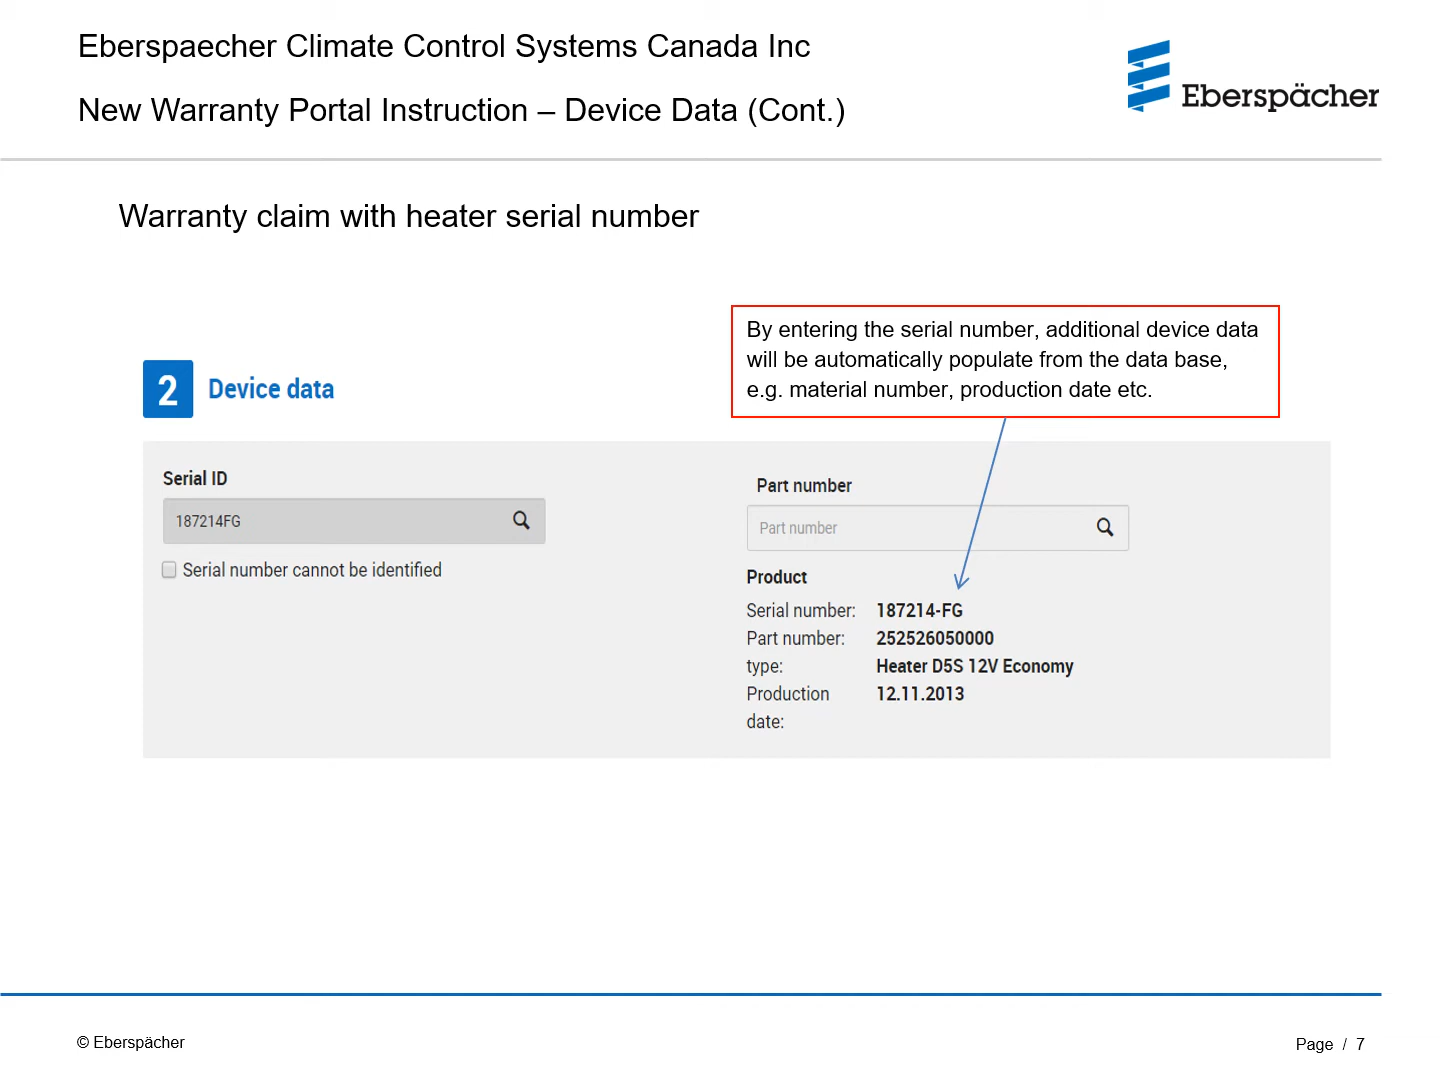 Eberspaecher Climate Control Systems Canada Inc
New Warranty Portal Instruction – Device Data (Cont.)
Eberspächer
Warranty claim with heater serial number
By entering the serial number, additional device data
will be automatically populate from the data base,
e.g. material number, production date etc.
2 Device data
Serial ID
187214FG
Serial number cannot be identified
Part number
Part number
Product
Serial number: 187214-FG
Part number: 252526050000
type: Heater D5S 12V Economy
Production 12.11.2013
date:
© Eberspächer
Page / 7